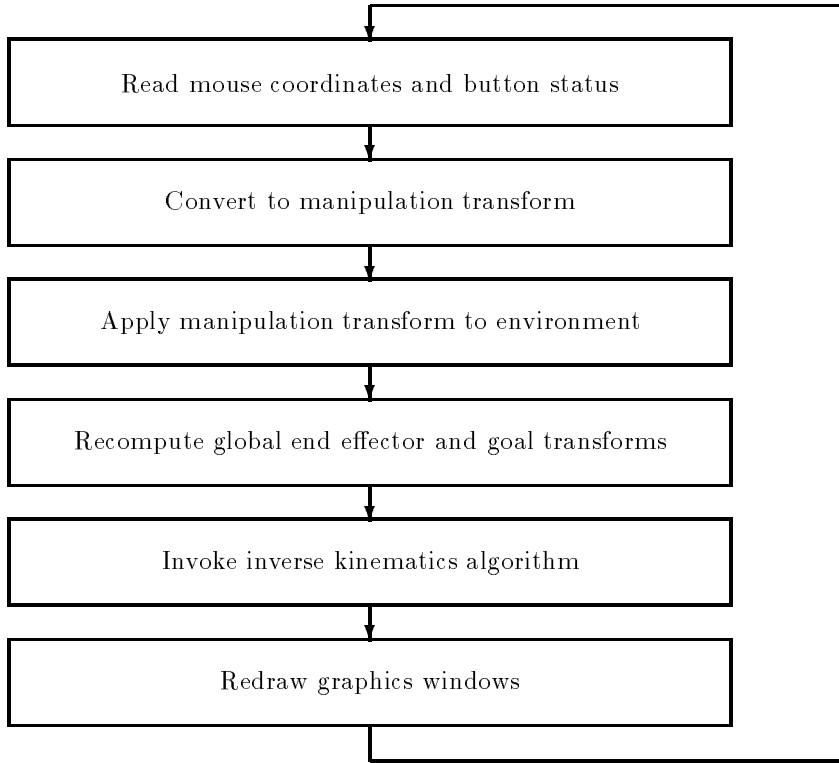 Read mouse coordinates and button status
Convert to manipulation transform
Apply manipulation transform to environment
Recompute global end effector and goal transforms
Invoke inverse kinematics algorithm
Redraw graphics windows